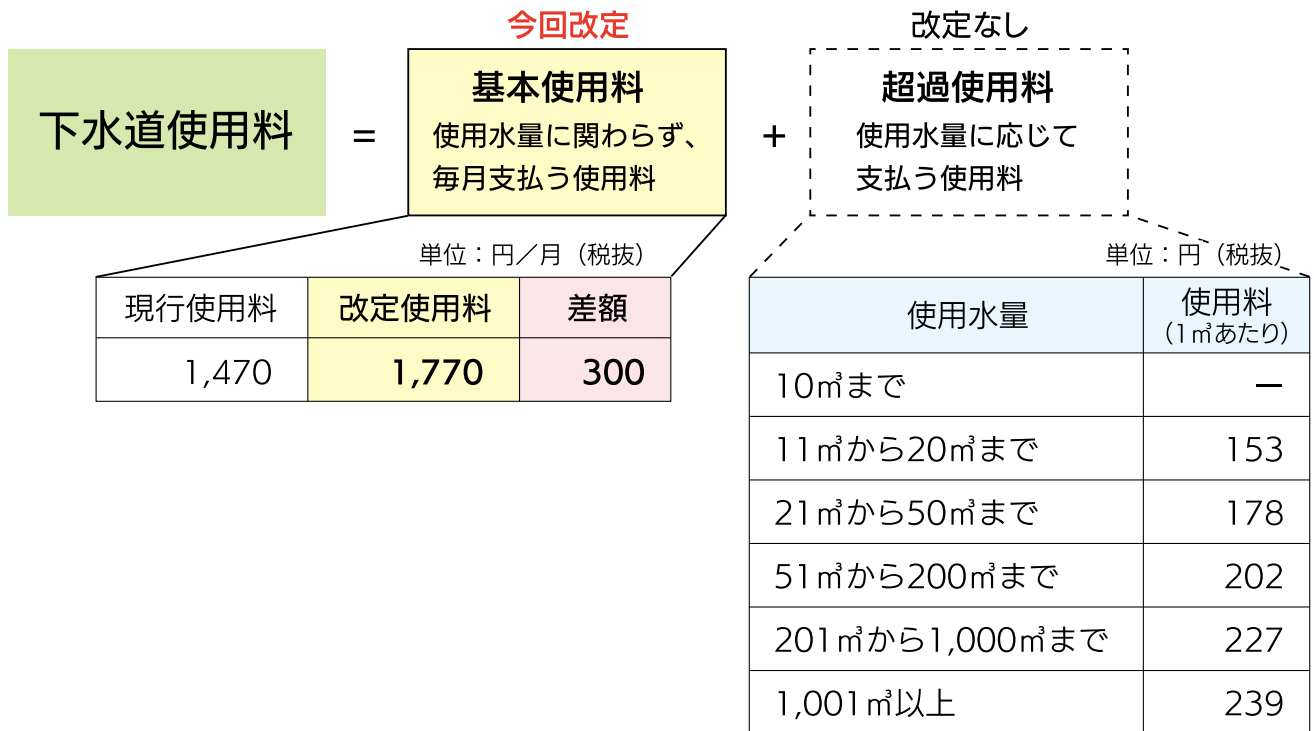 今回改定
改定なし
下水道使用料
=
基本使用料
使用水量に関わらず、
毎月支払う使用料
+
超過使用料
使用水量に応じて
支払う使用料
単位：円／月（税抜）
現行使用料 改定使用料 差額
1,470 1,770 300
単位：円（税抜）
使用水量 使用料
（1㎥あたり）
10㎥まで ―
11㎥から20㎥まで 153
21㎥から50㎥まで 178
51㎥から200㎥まで 202
201㎥から1,000㎥まで 227
1,001㎥以上 239